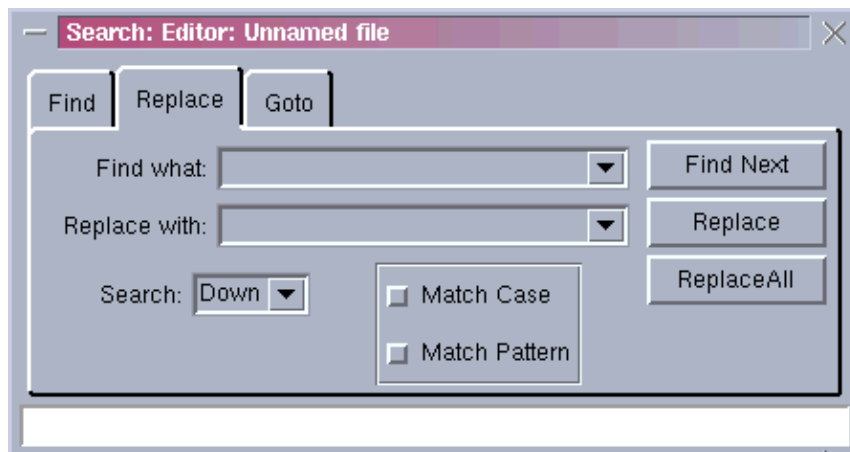 Search: Editor: Unnamed file
Find Replace Goto
Find what: Find Next
Replace with: Replace
Search: Down Match Case ReplaceAll
Match Pattern